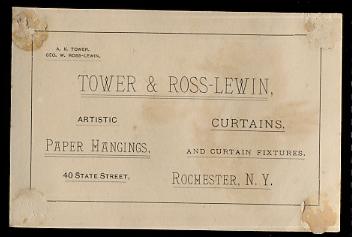 A. K. TOWER.
GEO. W. ROSS-LEWIN.
TOWER & ROSS-LEWIN,
ARTISTIC
PAPER HANGINGS,
40 STATE STREET.
CURTAINS,
AND CURTAIN FIXTURES,
ROCHESTER, N. Y.